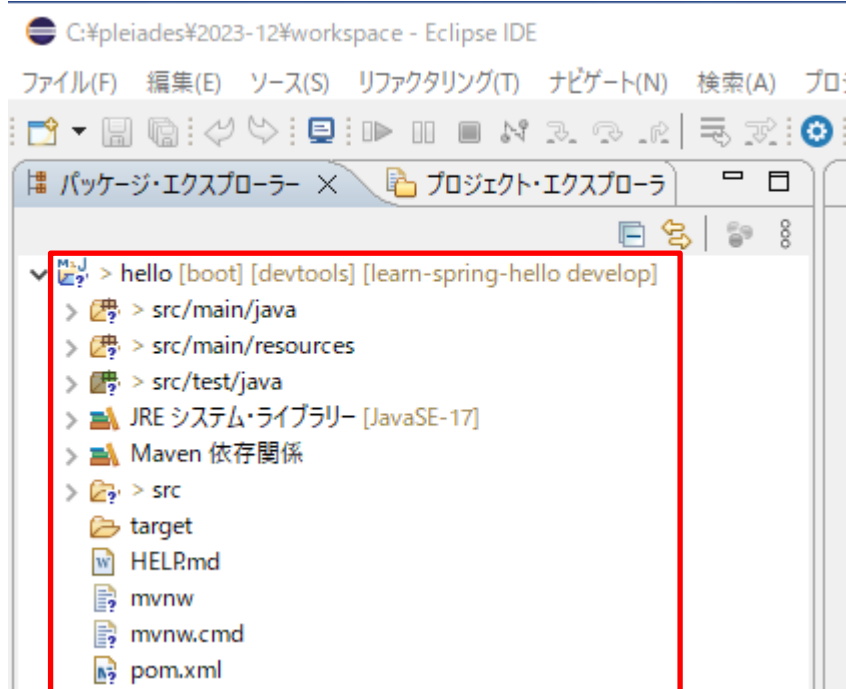 C:¥pleiades¥2023-12¥workspace - Eclipse IDE
ファイル(F) 編集(E) ソース(S) リファクタリング(T) ナビゲート(N) 検索(A) プロ
パッケージ・エクスプローラー プロジェクト・エクスプローラ
> hello [boot] [devtools] [learn-spring-hello develop]
> src/main/java
> src/main/resources
> src/test/java
JRE システム・ライブラリー [JavaSE-17]
Maven 依存関係
> src
target
HELP.md
mvnw
mvnw.cmd
pom.xml